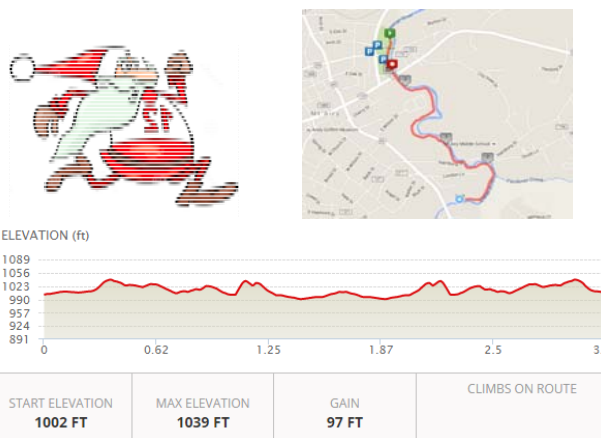 ELEVATION (ft)
1089
1056
1023
990
957
924
891
0
0.62
1.25
1.87
2.5
3.
START ELEVATION
1002 FT
MAX ELEVATION
1039 FT
GAIN
97 FT
CLIMBS ON ROUTE